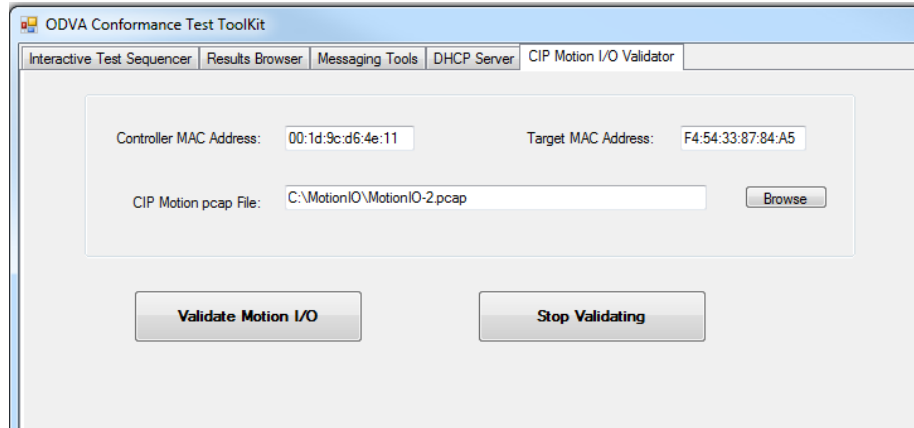 ODVA Conformance Test ToolKit
Interactive Test Sequencer Results Browser Messaging Tools DHCP Server CIP Motion I/O Validator
Controller MAC Address: 00:1d:9c:d6:4e:11 Target MAC Address: F4:54:33:87:84:A5
CIP Motion pcap File: C:\MotionIO\MotionIO-2.pcap Browse
Validate Motion I/O Stop Validating